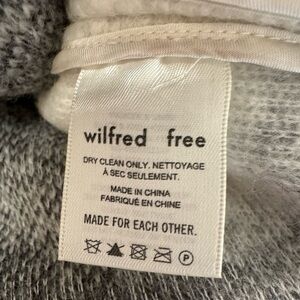 wilfred free
DRY CLEAN ONLY. NETTOYAGE
À SEC SEULEMENT.
MADE IN CHINA
FABRIQUÉ EN CHINE
MADE FOR EACH OTHER.
P